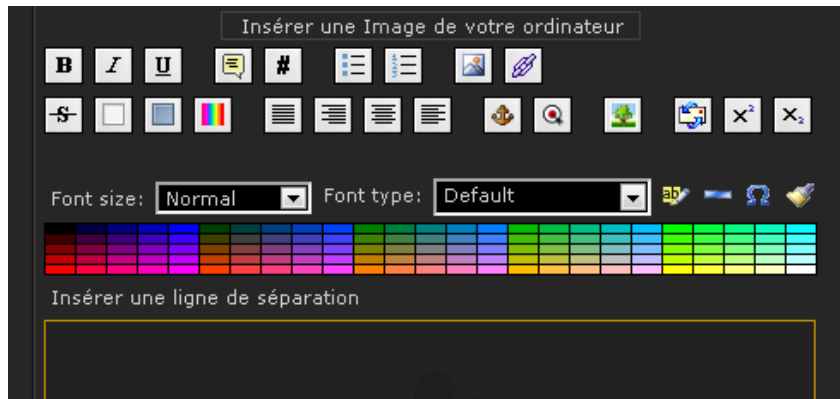 Insérer une Image de votre ordinateur
B I U #
S x² x₂
Font size: Normal Font type: Default ab Ω
Insérer une ligne de séparation